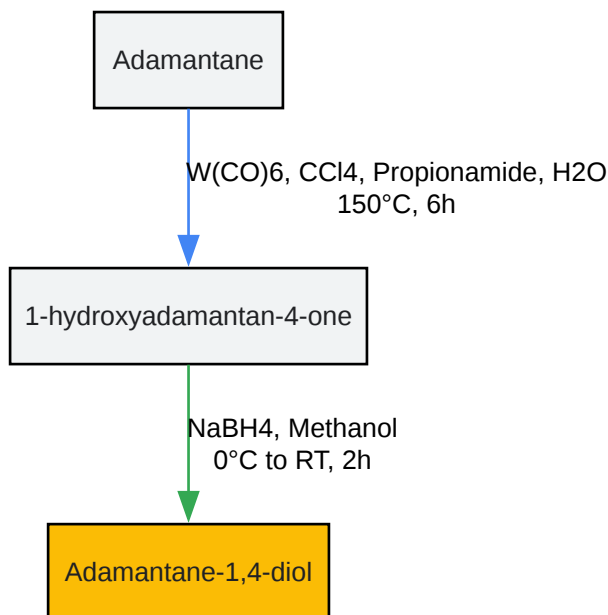 Adamantane
W(CO)6, CCl4, Propionamide, H2O
150°C, 6h
1-hydroxyadamantan-4-one
NaBH4, Methanol
0°C to RT, 2h
Adamantane-1,4-diol